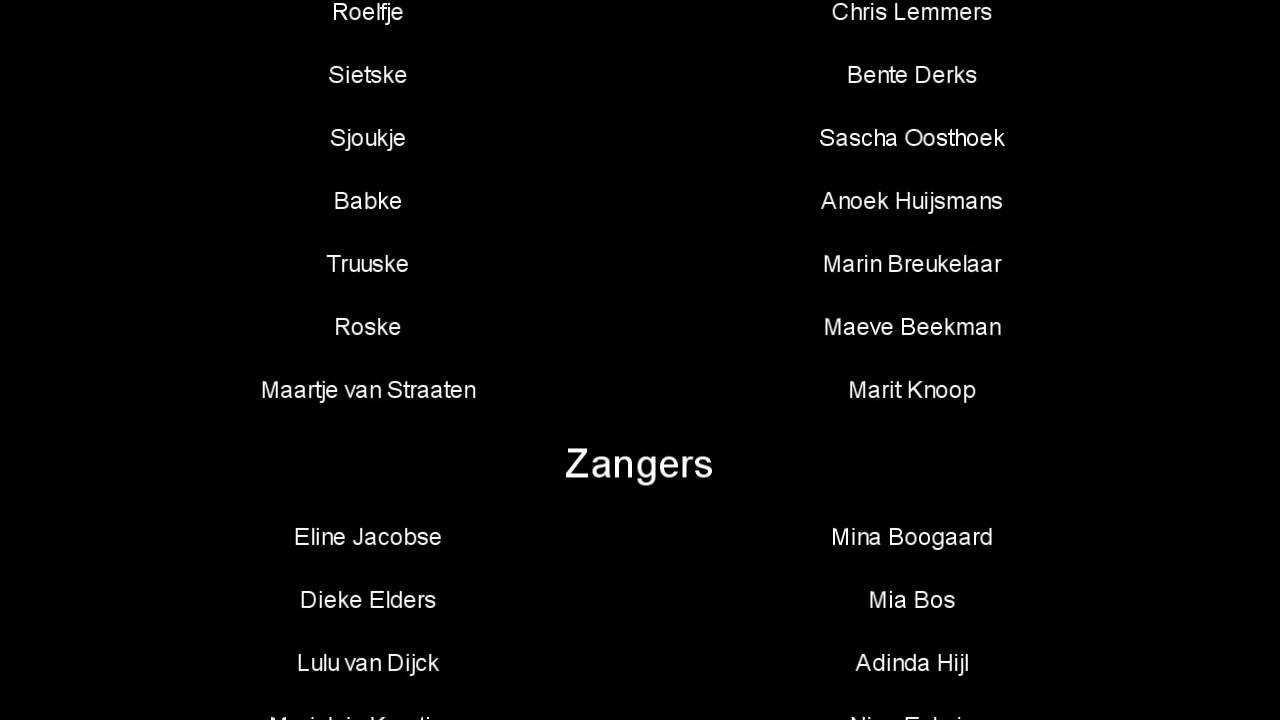 Roelfje Chris Lemmers
Sietske Bente Derks
Sjoukje Sascha Oosthoek
Babke Anoek Huijsmans
Truuske Marin Breukelaar
Roske Maeve Beekman
Maartje van Straaten Marit Knoop
Zangers
Eline Jacobse Mina Boogaard
Dieke Elders Mia Bos
Lulu van Dijck Adinda Hijl